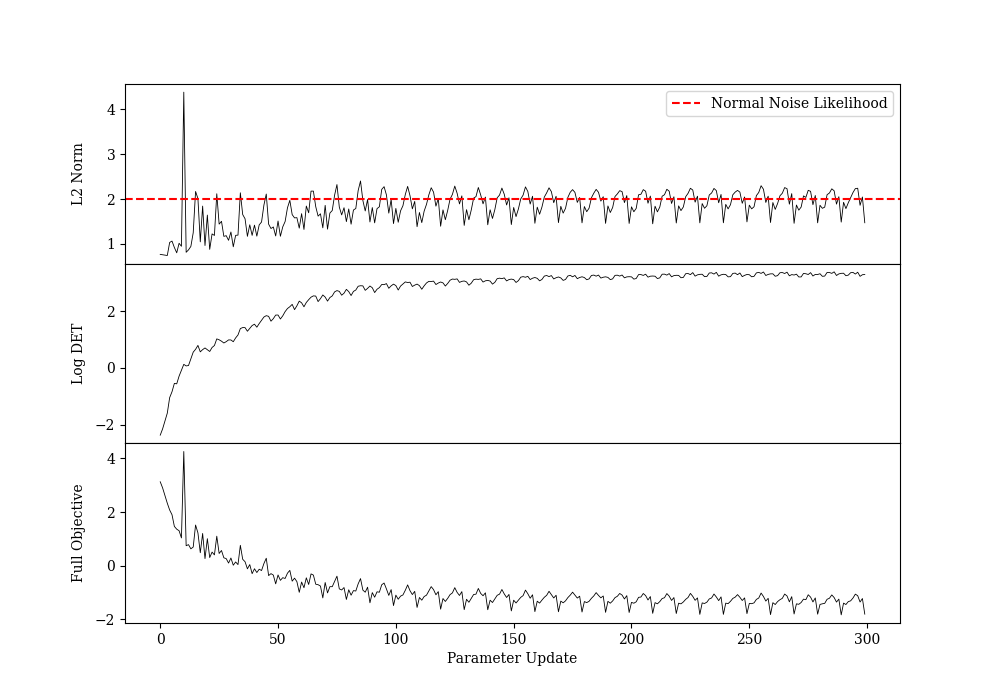 Normal Noise Likelihood
L2 Norm
4
3
2
1
Log DET
2
0
−2
Full Objective
4
2
0
−2
0 50 100 150 200 250 300
Parameter Update